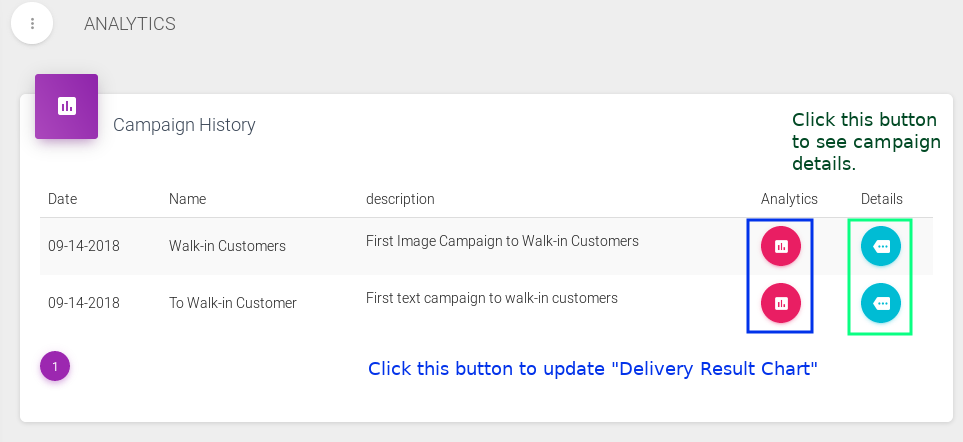 ANALYTICS
Campaign History
Click this button
to see campaign
details.
Date Name description Analytics Details
09-14-2018 Walk-in Customers First Image Campaign to Walk-in Customers
09-14-2018 To Walk-in Customer First text campaign to walk-in customers
1
Click this button to update "Delivery Result Chart"